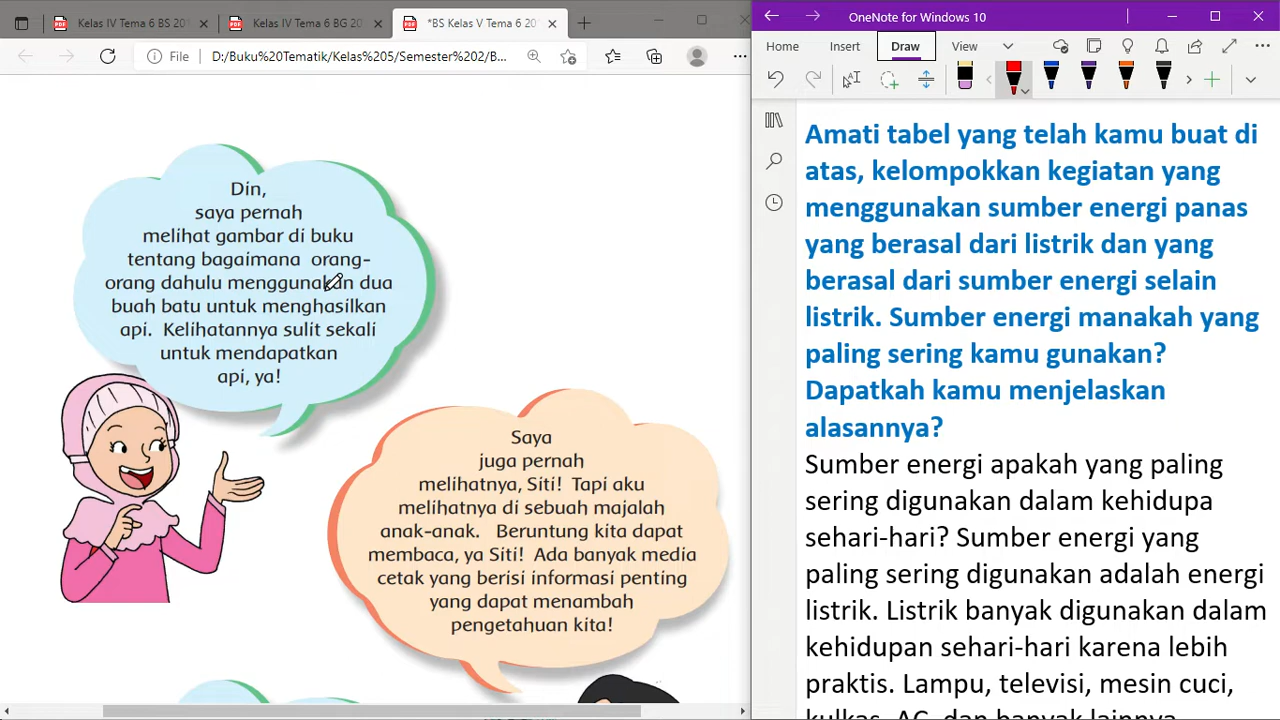 Kelas IV Tema 6 BS 20
Kelas IV Tema 6 BG 20
*BS Kelas V Tema 6 20
OneNote for Windows 10
File
D:/Buku%20Tematik/Kelas%205/Semester%202/B...
Home
Insert
Draw
View
Din,
saya pernah
melihat gambar di buku
tentang bagaimana orang-
orang dahulu menggunakan dua
buah batu untuk menghasilkan
api. Kelihatannya sulit sekali
untuk mendapatkan
api, ya!
Saya
juga pernah
melihatnya, Siti! Tapi aku
melihatnya di sebuah majalah
anak-anak. Beruntung kita dapat
membaca, ya Siti! Ada banyak media
cetak yang berisi informasi penting
yang dapat menambah
pengetahuan kita!
Amati tabel yang telah kamu buat di
atas, kelompokkan kegiatan yang
menggunakan sumber energi panas
yang berasal dari listrik dan yang
berasal dari sumber energi selain
listrik. Sumber energi manakah yang
paling sering kamu gunakan?
Dapatkah kamu menjelaskan
alasannya?
Sumber energi apakah yang paling
sering digunakan dalam kehidupa
sehari-hari? Sumber energi yang
paling sering digunakan adalah energi
listrik. Listrik banyak digunakan dalam
kehidupan sehari-hari karena lebih
praktis. Lampu, televisi, mesin cuci,
kulkas, AC, dan banyak lainnya